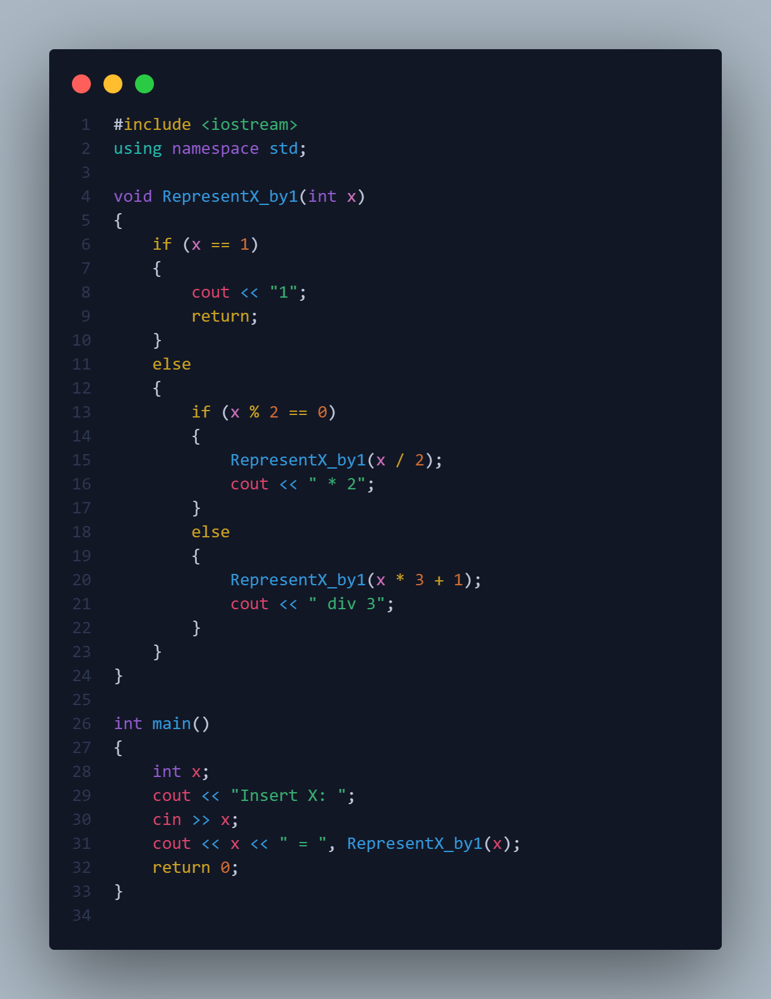 1 #include <iostream>
2 using namespace std;
3
4 void RepresentX_by1(int x)
5 {
6     if (x == 1)
7     {
8         cout << "1";
9         return;
10     }
11     else
12     {
13         if (x % 2 == 0)
14         {
15             RepresentX_by1(x / 2);
16             cout << " * 2";
17         }
18         else
19         {
20             RepresentX_by1(x * 3 + 1);
21             cout << " div 3";
22         }
23     }
24 }
25
26 int main()
27 {
28     int x;
29     cout << "Insert X: ";
30     cin >> x;
31     cout << x << " = ", RepresentX_by1(x);
32     return 0;
33 }
34